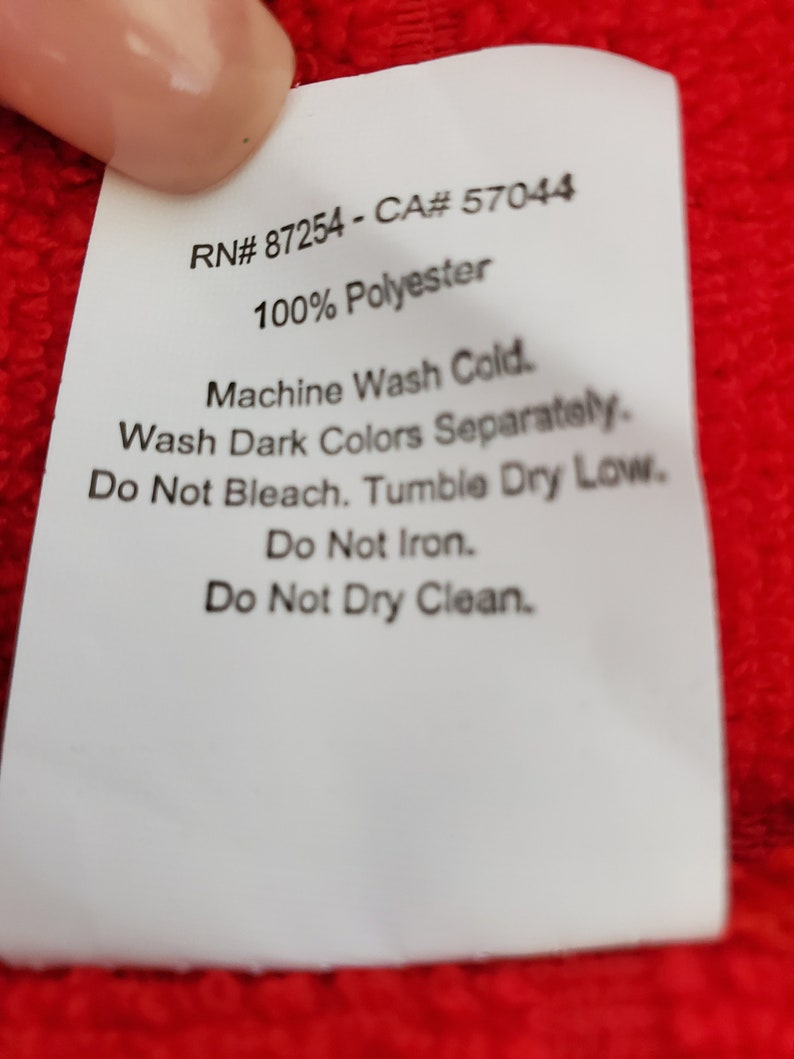 RN# 87254 - CA# 57044
100% Polyester
Machine Wash Cold.
Wash Dark Colors Separately.
Do Not Bleach. Tumble Dry Low.
Do Not Iron.
Do Not Dry Clean.